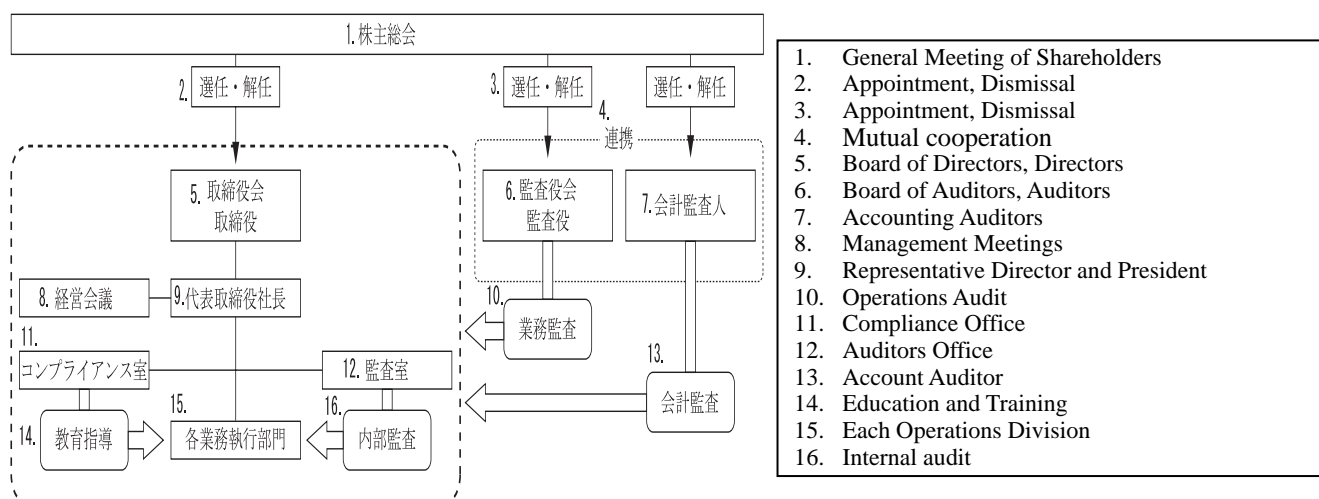 1. 株主総会
2. 選任・解任
3. 選任・解任
選任・解任
4.
連携
5. 取締役会
取締役
6. 監査役会
監査役
7. 会計監査人
8. 経営会議
9. 代表取締役社長
10.
業務監査
11.
コンプライアンス室
12. 監査室
13.
会計監査
14. 教育指導
15.
各業務執行部門
16.
内部監査
1. General Meeting of Shareholders
2. Appointment, Dismissal
3. Appointment, Dismissal
4. Mutual cooperation
5. Board of Directors, Directors
6. Board of Auditors, Auditors
7. Accounting Auditors
8. Management Meetings
9. Representative Director and President
10. Operations Audit
11. Compliance Office
12. Auditors Office
13. Account Auditor
14. Education and Training
15. Each Operations Division
16. Internal audit